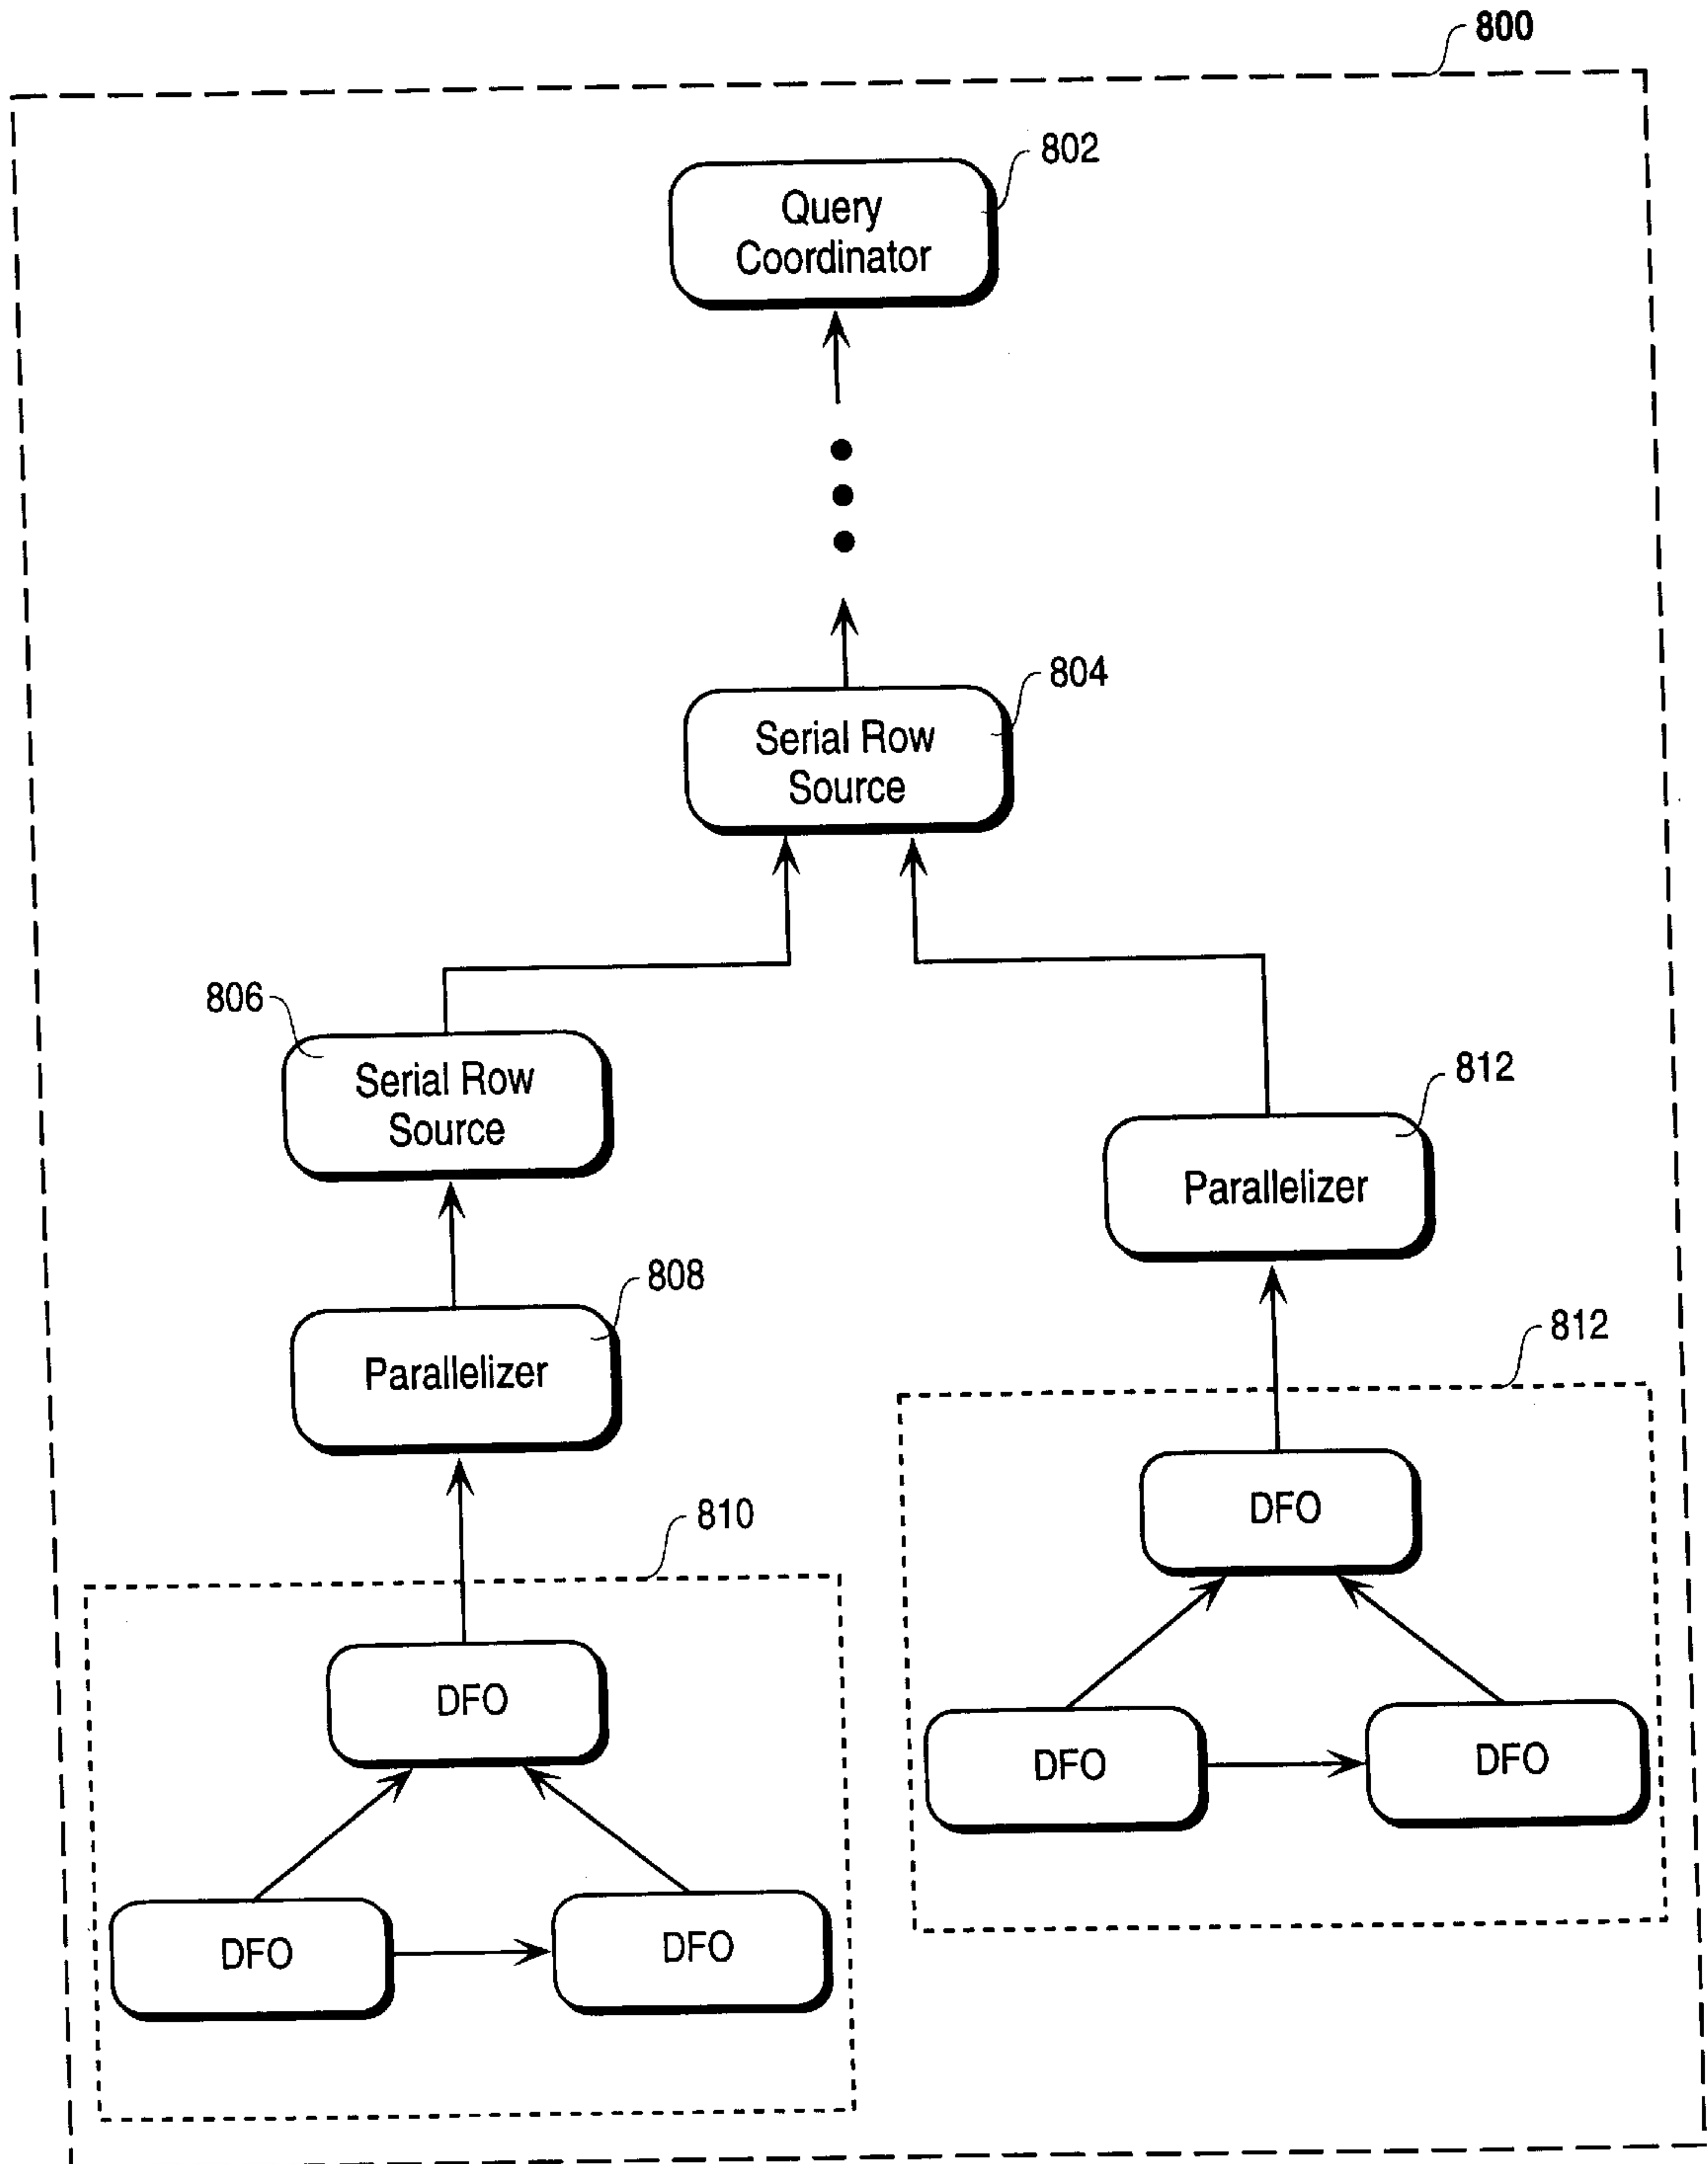 800
802
Query
Coordinator
804
Serial Row
Source
806
Serial Row
Source
812
Parallelizer
808
Parallelizer
812
DFO
DFO
DFO
810
DFO
DFO
DFO